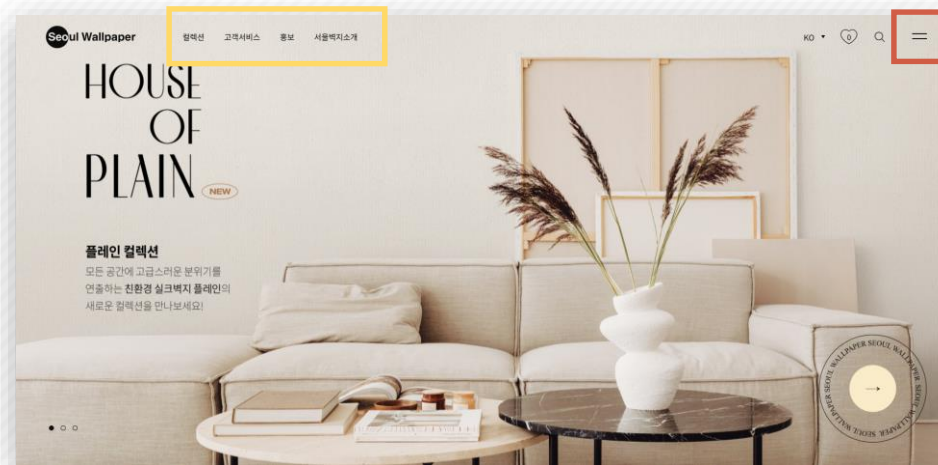 Seoul Wallpaper
컬렉션 고객서비스 홍보 서울벽지소개
KO 0
HOUSE
OF
PLAIN
NEW
플레인 컬렉션
모든 공간에 고급스러운 분위기를
연출하는 친환경 실크벽지 플레인의
새로운 컬렉션을 만나보세요!
WALLPAPER SEOUL WALLPAPER SEOUL WALLPAPER SEOUL